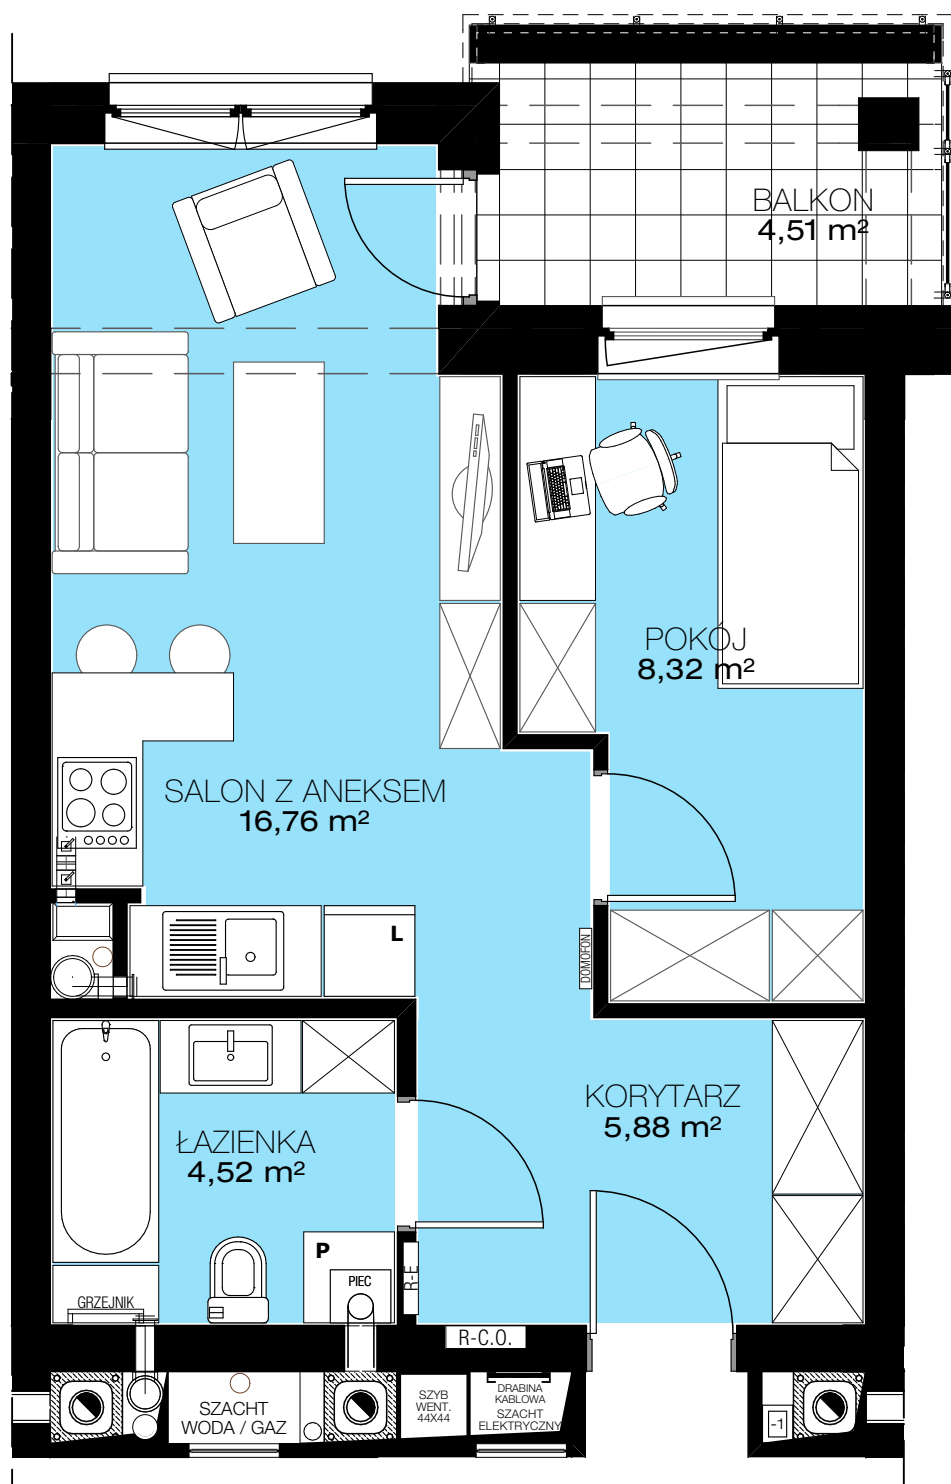 BALKON
4,51 m²
POKÓJ
8,32 m²
SALON Z ANEKSEM
16,76 m²
L
DOMOFON
KORYTARZ
5,88 m²
ŁAZIENKA
4,52 m²
P
PIEC
R-E
GRZEJNIK
R-C.O.
SZACHT
WODA / GAZ
SZYB
WENT.
44X44
DRABINA
KABLOWA
SZACHT
ELEKTRYCZNY
-1